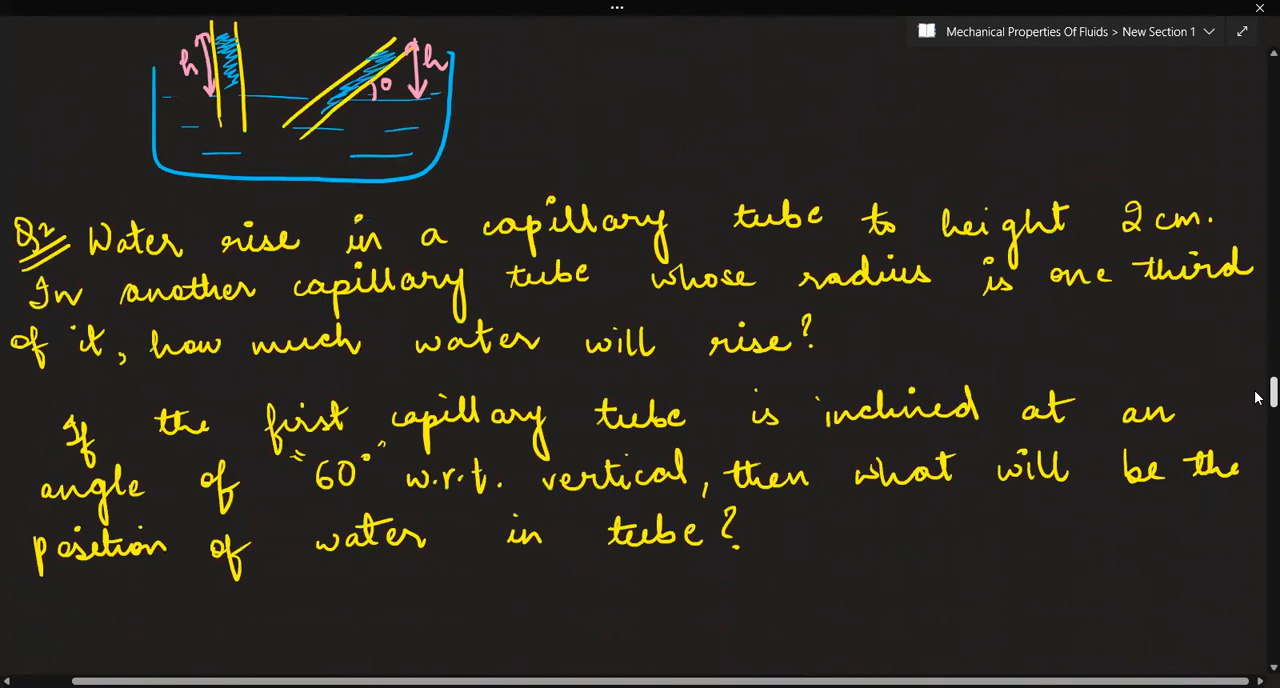 Mechanical Properties Of Fluids > New Section 1
h θ h
Q2 Water rise in a capillary tube to height 2 cm.
In another capillary tube whose radius is one third
of it, how much water will rise?
If the first capillary tube is inclined at an
angle of "60°" w.r.t. vertical, then what will be the
position of water in tube?